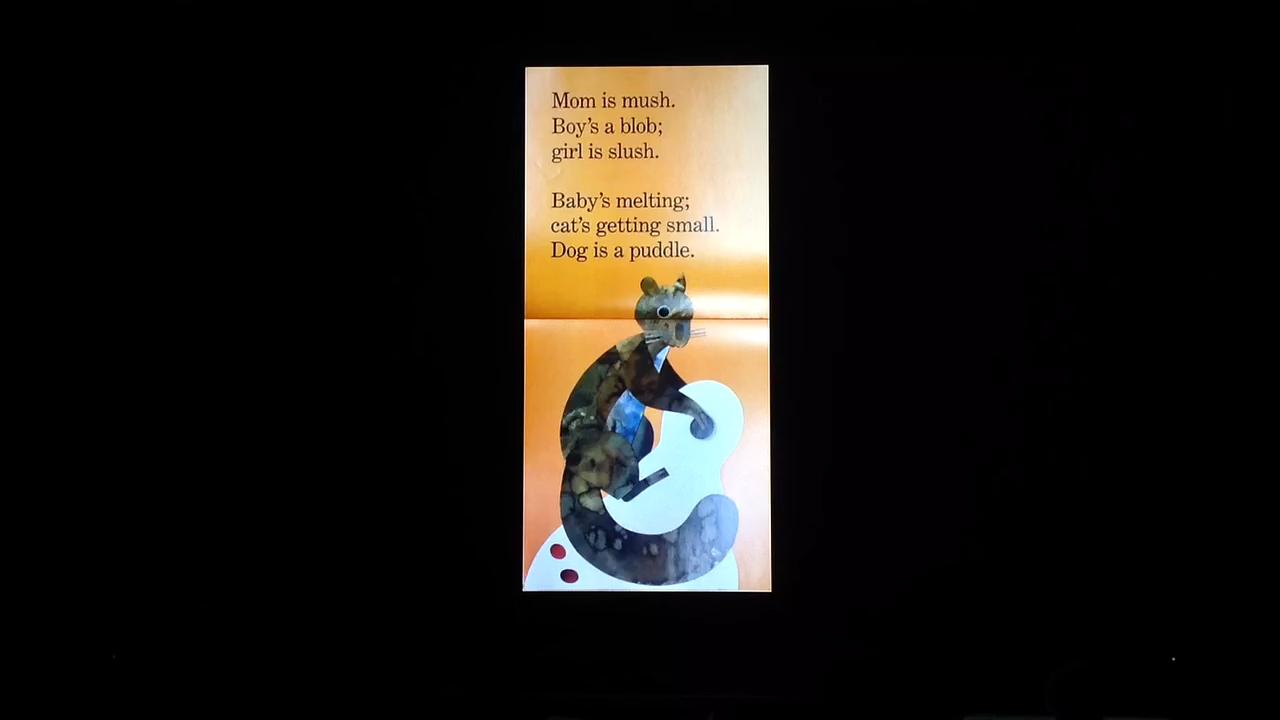 Mom is mush.
Boy's a blob;
girl is slush.
Baby's melting;
cat's getting small.
Dog is a puddle.